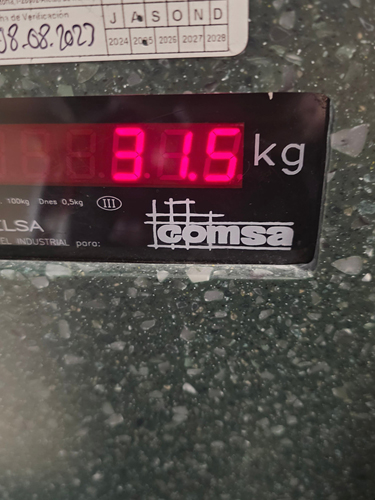 de Verificación
J A S O N D
08.08.2023
2024 2025 2026 2027 2028
31.5 kg
100kg Dnes 0,5kg III
ELSA
EL INDUSTRIAL para:
comsa